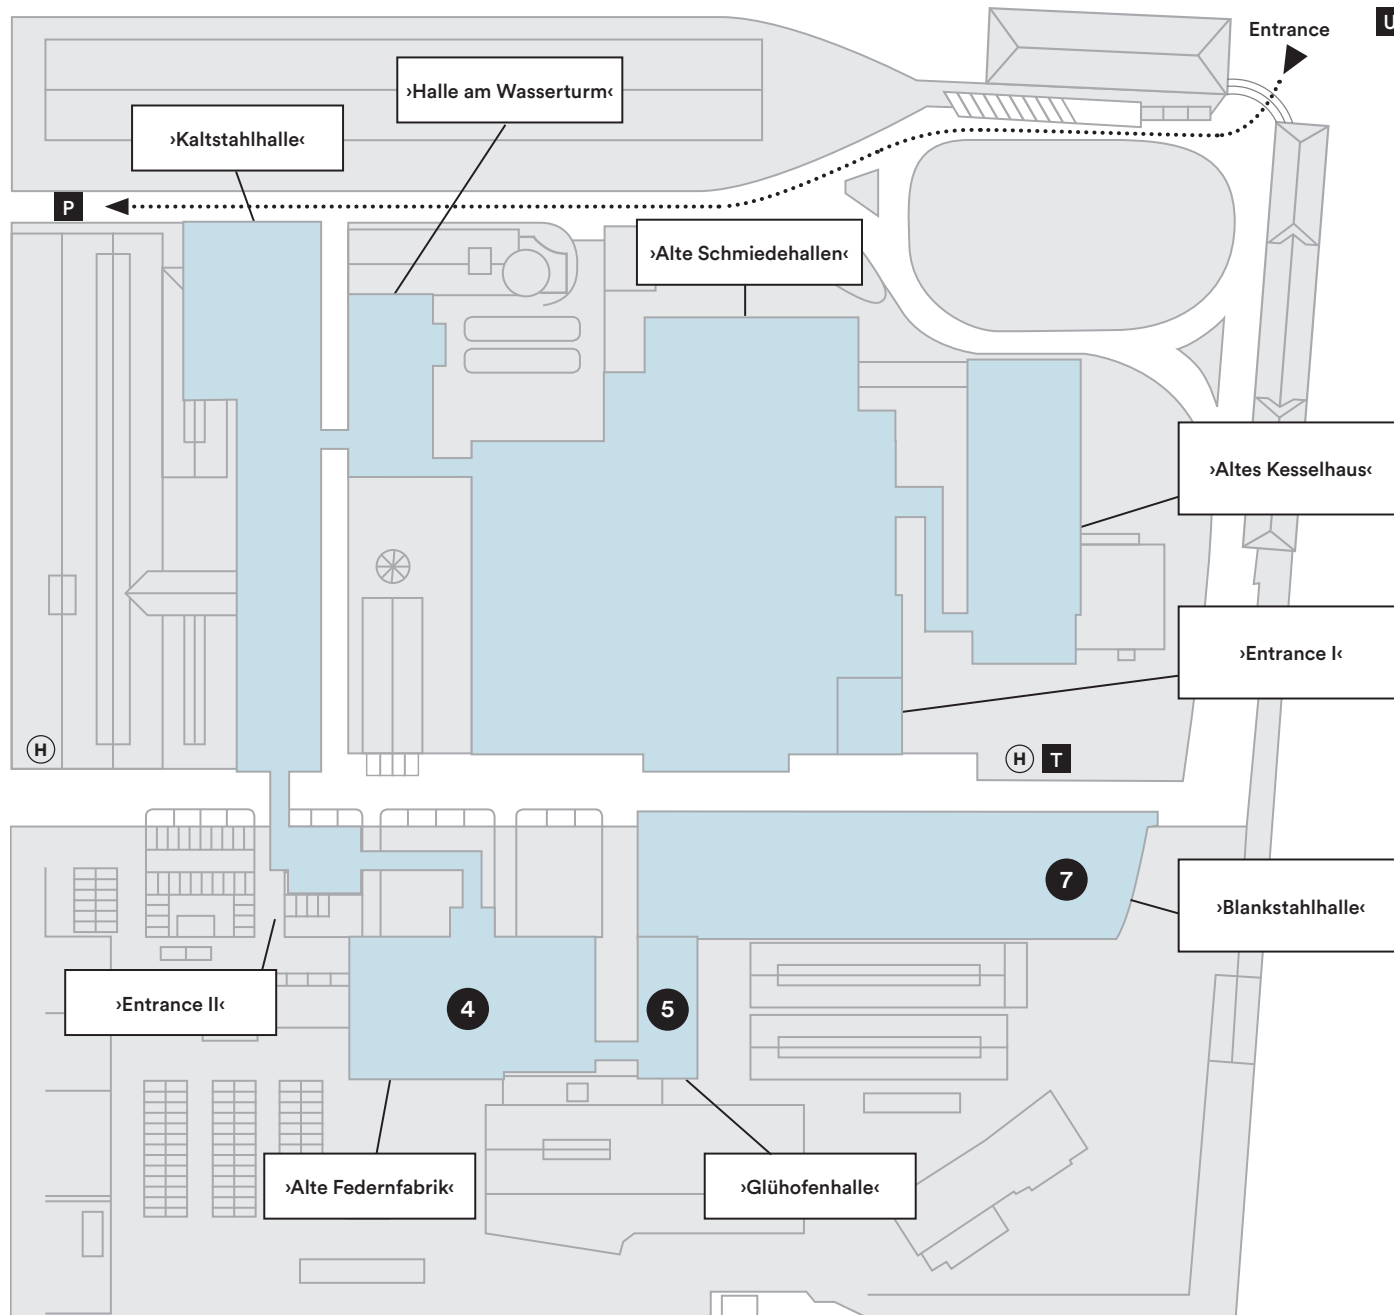 Entrance
U
›Halle am Wasserturm‹
›Kaltstahlhalle‹
P
›Alte Schmiedehallen‹
›Altes Kesselhaus‹
›Entrance I‹
H
H
T
7
›Blankstahlhalle‹
›Entrance II‹
4
5
›Alte Federnfabrik‹
›Glühofenhalle‹